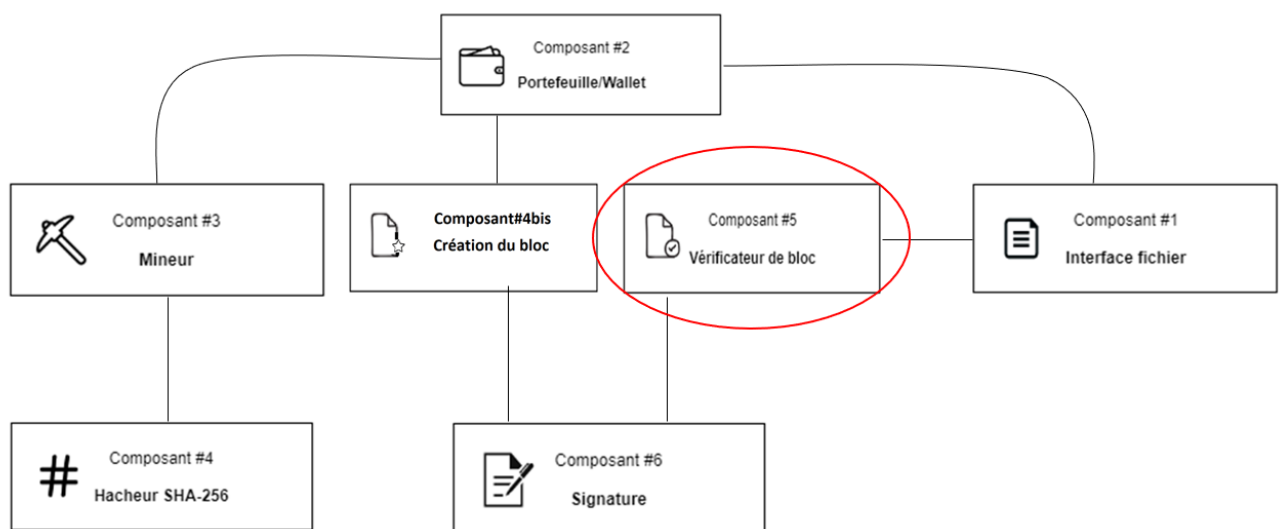 Composant #2
Portefeuille/Wallet
Composant #3
Mineur
Composant#4bis
Création du bloc
Composant #5
Vérificateur de bloc
Composant #1
Interface fichier
Composant #4
Hacheur SHA-256
Composant #6
Signature